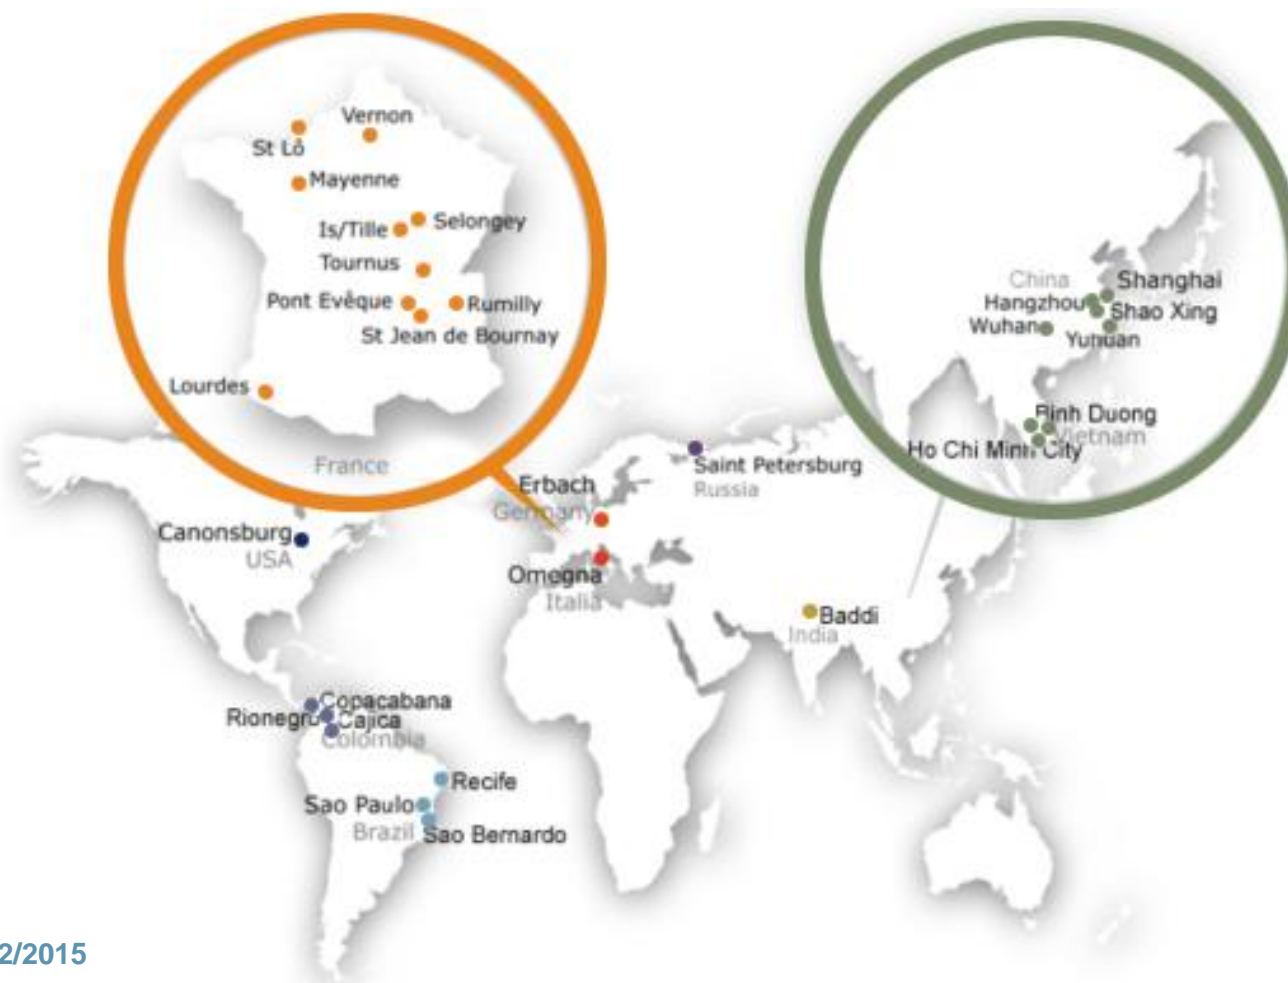 Vernon
St Lô
Mayenne
Is/Tille
Selongey
Tournus
Pont Evêque
Rumilly
St Jean de Bournay
Lourdes
France
China
Shanghai
Hangzhou
Shao Xing
Wuhan
Yuhuan
Binh Duong
Vietnam
Ho Chi Minh City
Saint Petersburg
Russia
Erbach
Germany
Canonsburg
USA
Omegna
Italia
Baddi
India
Copacabana
Rionegro
Cajica
Colombia
Recife
Sao Paulo
Brazil
Sao Bernardo
2/2015